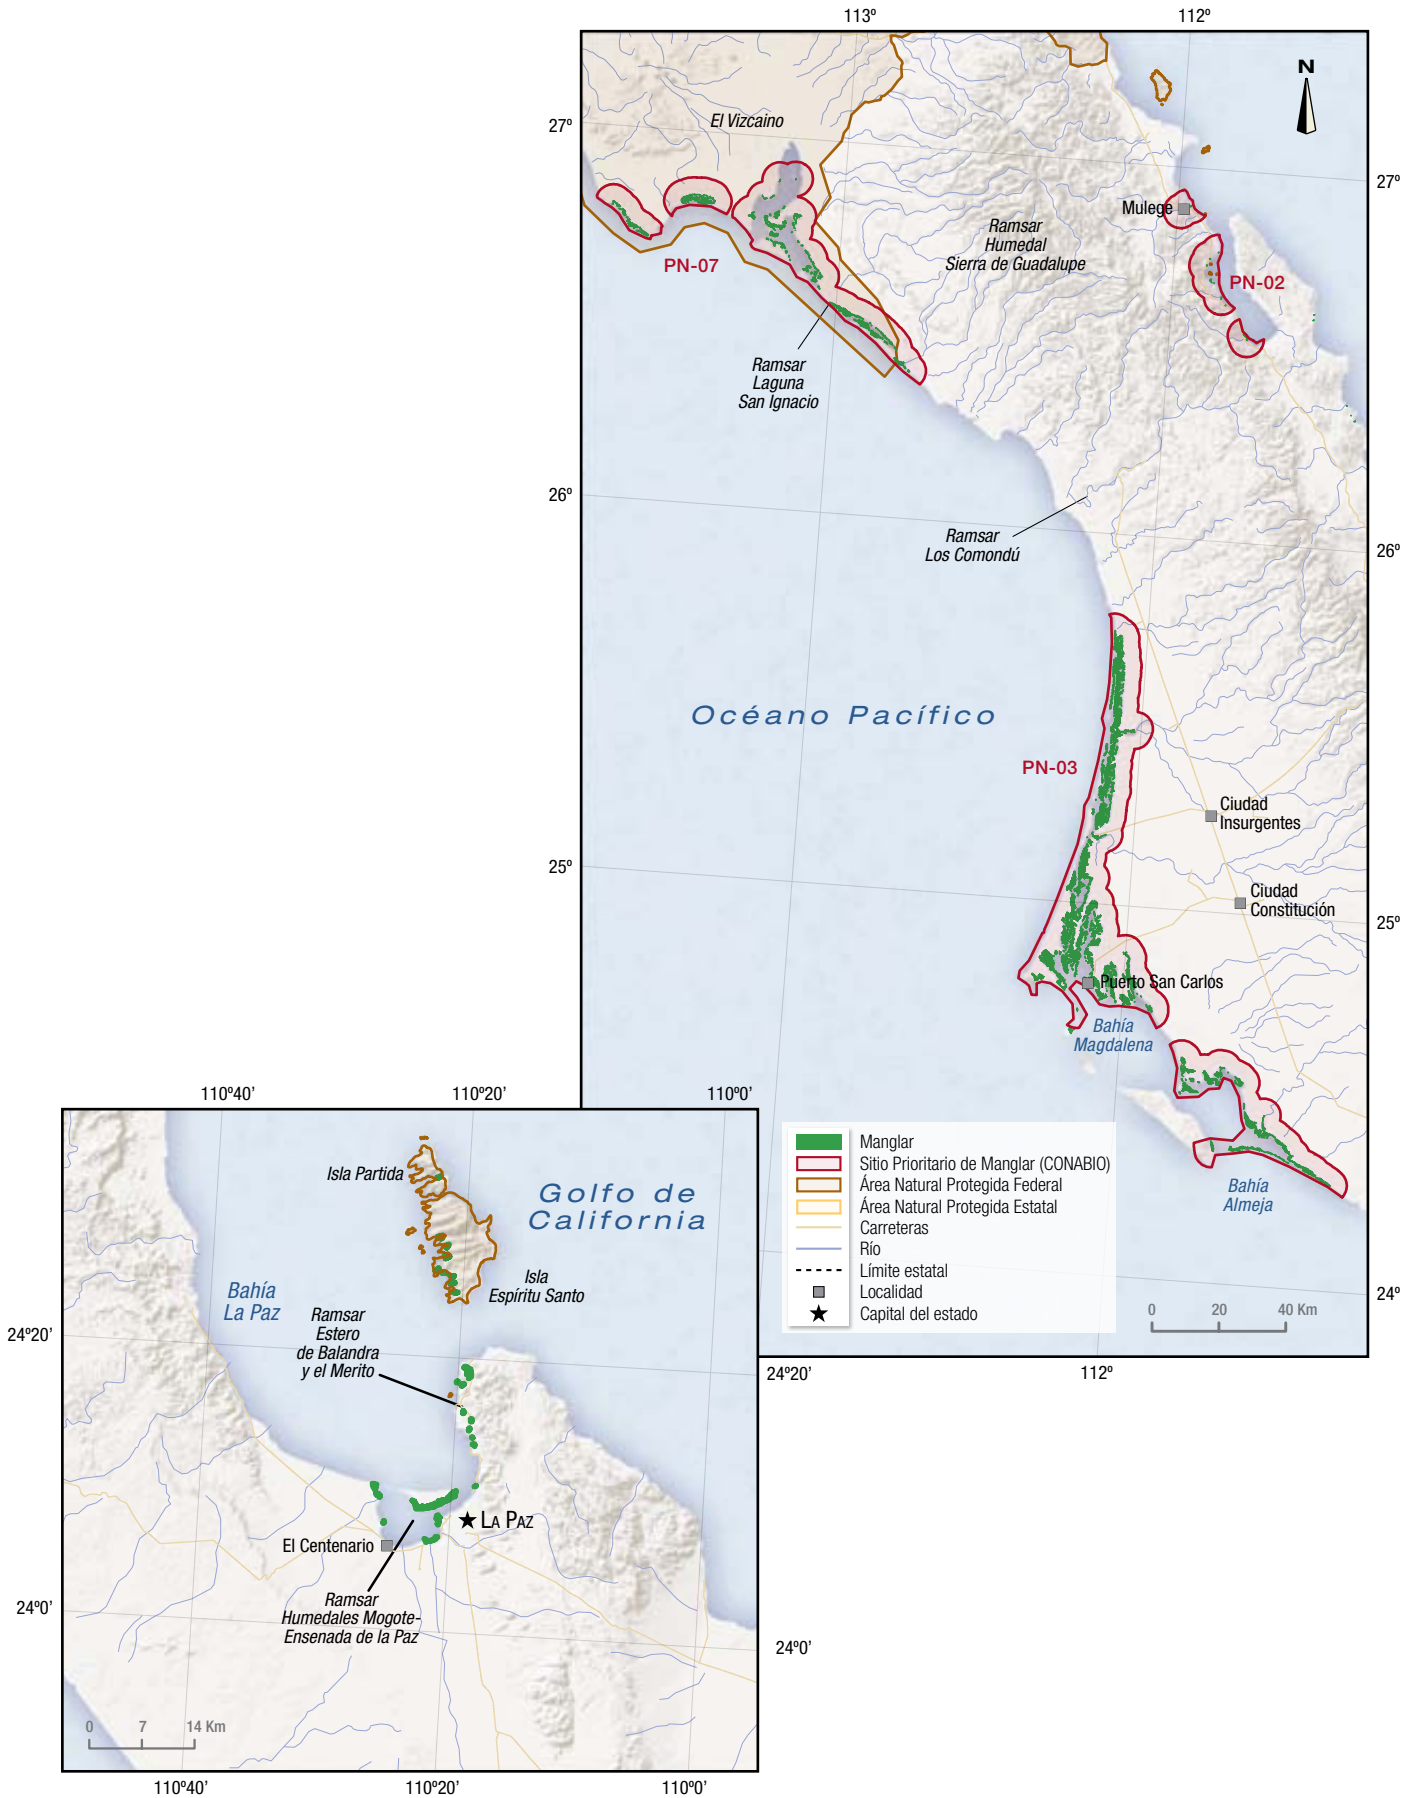 113º
112º
N
27º
El Vizcaino
27º
Mulege
Ramsar
Humedal
Sierra de Guadalupe
PN-07
PN-02
Ramsar
Laguna
San Ignacio
26º
Ramsar
Los Comondú
26º
Océano Pacífico
PN-03
Ciudad
Insurgentes
25º
Ciudad
Constitución
25º
Puerto San Carlos
Bahía
Magdalena
Bahía
Almeja
24º
Manglar
Sitio Prioritario de Manglar (CONABIO)
Área Natural Protegida Federal
Área Natural Protegida Estatal
Carreteras
Río
Límite estatal
Localidad
Capital del estado
0 20 40 Km
112º
110º40’
110º20’
110º0’
Isla Partida
Golfo de
California
Isla
Espíritu Santo
Bahía
La Paz
Ramsar
Estero
de Balandra
y el Merito
24º20’
24º20’
LA PAZ
El Centenario
Ramsar
Humedales Mogote-
Ensenada de la Paz
24º0’
24º0’
0 7 14 Km
110º40’
110º20’
110º0’